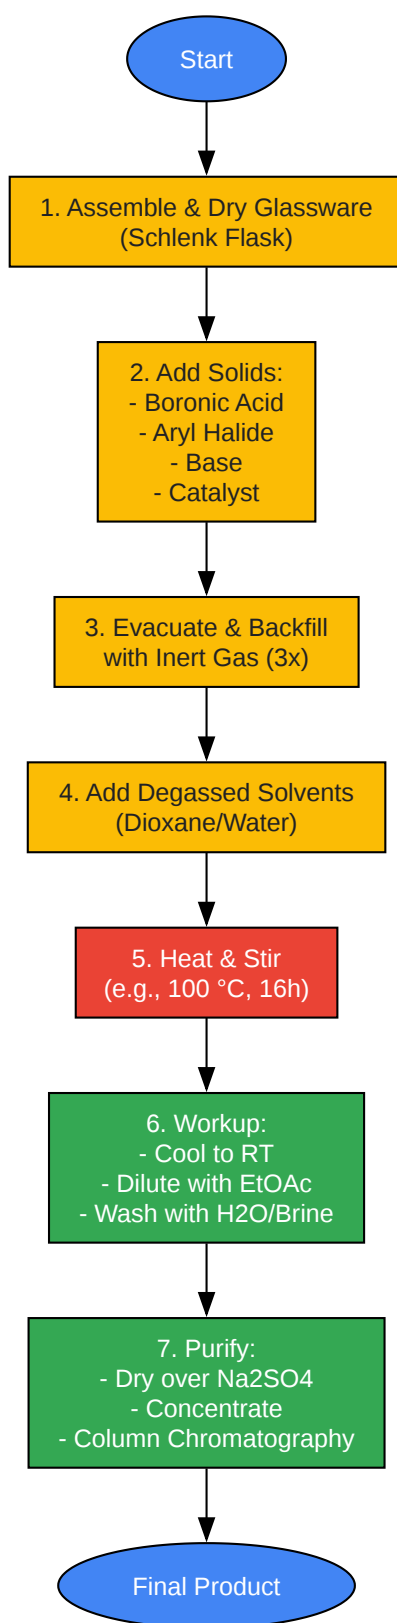 Start
1. Assemble & Dry Glassware
(Schlenk Flask)
2. Add Solids:
- Boronic Acid
- Aryl Halide
- Base
- Catalyst
3. Evacuate & Backfill
with Inert Gas (3x)
4. Add Degassed Solvents
(Dioxane/Water)
5. Heat & Stir
(e.g., 100 °C, 16h)
6. Workup:
- Cool to RT
- Dilute with EtOAc
- Wash with H2O/Brine
7. Purify:
- Dry over Na2SO4
- Concentrate
- Column Chromatography
Final Product